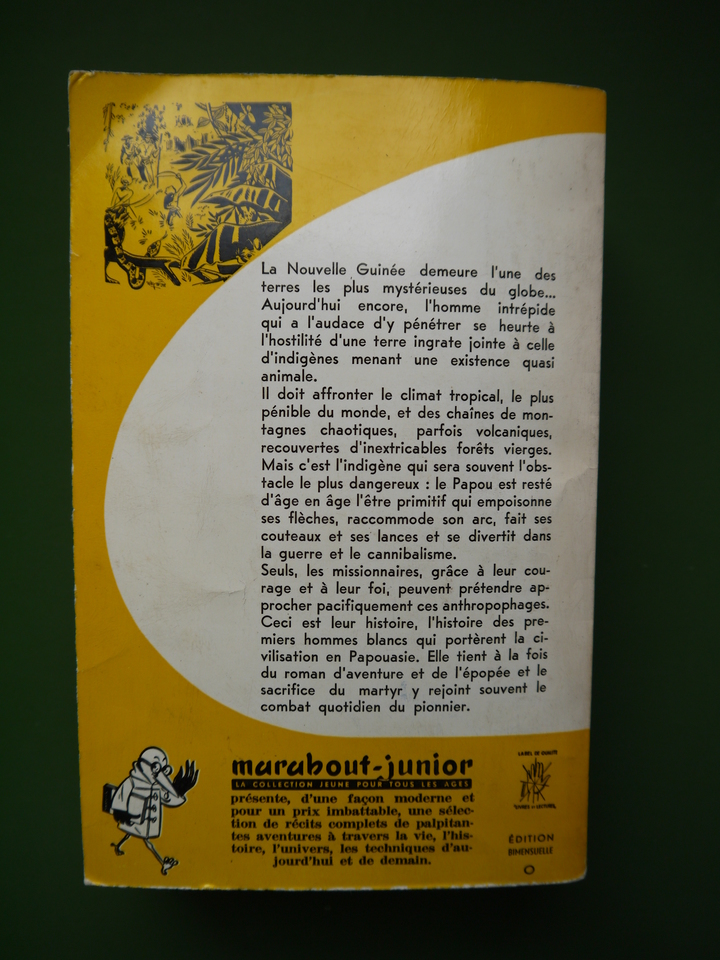 La Nouvelle Guinée demeure l'une des
terres les plus mystérieuses du globe...
Aujourd'hui encore, l'homme intrépide
qui a l'audace d'y pénétrer se heurte à
l'hostilité d'une terre ingrate jointe à celle
d'indigènes menant une existence quasi
animale.
Il doit affronter le climat tropical, le plus
pénible du monde, et des chaînes de mon-
tagnes chaotiques, parfois volcaniques,
recouvertes d'inextricables forêts vierges.
Mais c'est l'indigène qui sera souvent l'obs-
tacle le plus dangereux : le Papou est resté
d'âge en âge l'être primitif qui empoisonne
ses flèches, raccommode son arc, fait ses
couteaux et ses lances et se divertit dans
la guerre et le cannibalisme.
Seuls, les missionnaires, grâce à leur cou-
rage et à leur foi, peuvent prétendre ap-
procher pacifiquement ces anthropophages.
Ceci est leur histoire, l'histoire des pre-
miers hommes blancs qui portèrent la ci-
vilisation en Papouasie. Elle tient à la fois
du roman d'aventure et de l'épopée et le
sacrifice du martyr y rejoint souvent le
combat quotidien du pionnier.
marabout-junior
LA COLLECTION JEUNE POUR TOUS LES AGES
présente, d'une façon moderne et
pour un prix imbattable, une sélec-
tion de récits complets de palpitan-
tes aventures à travers la vie, l'his-
toire, l'univers, les techniques d'au-
jourd'hui et de demain.
LABEL DE QUALITÉ
ÉDITION
BIMENSUELLE